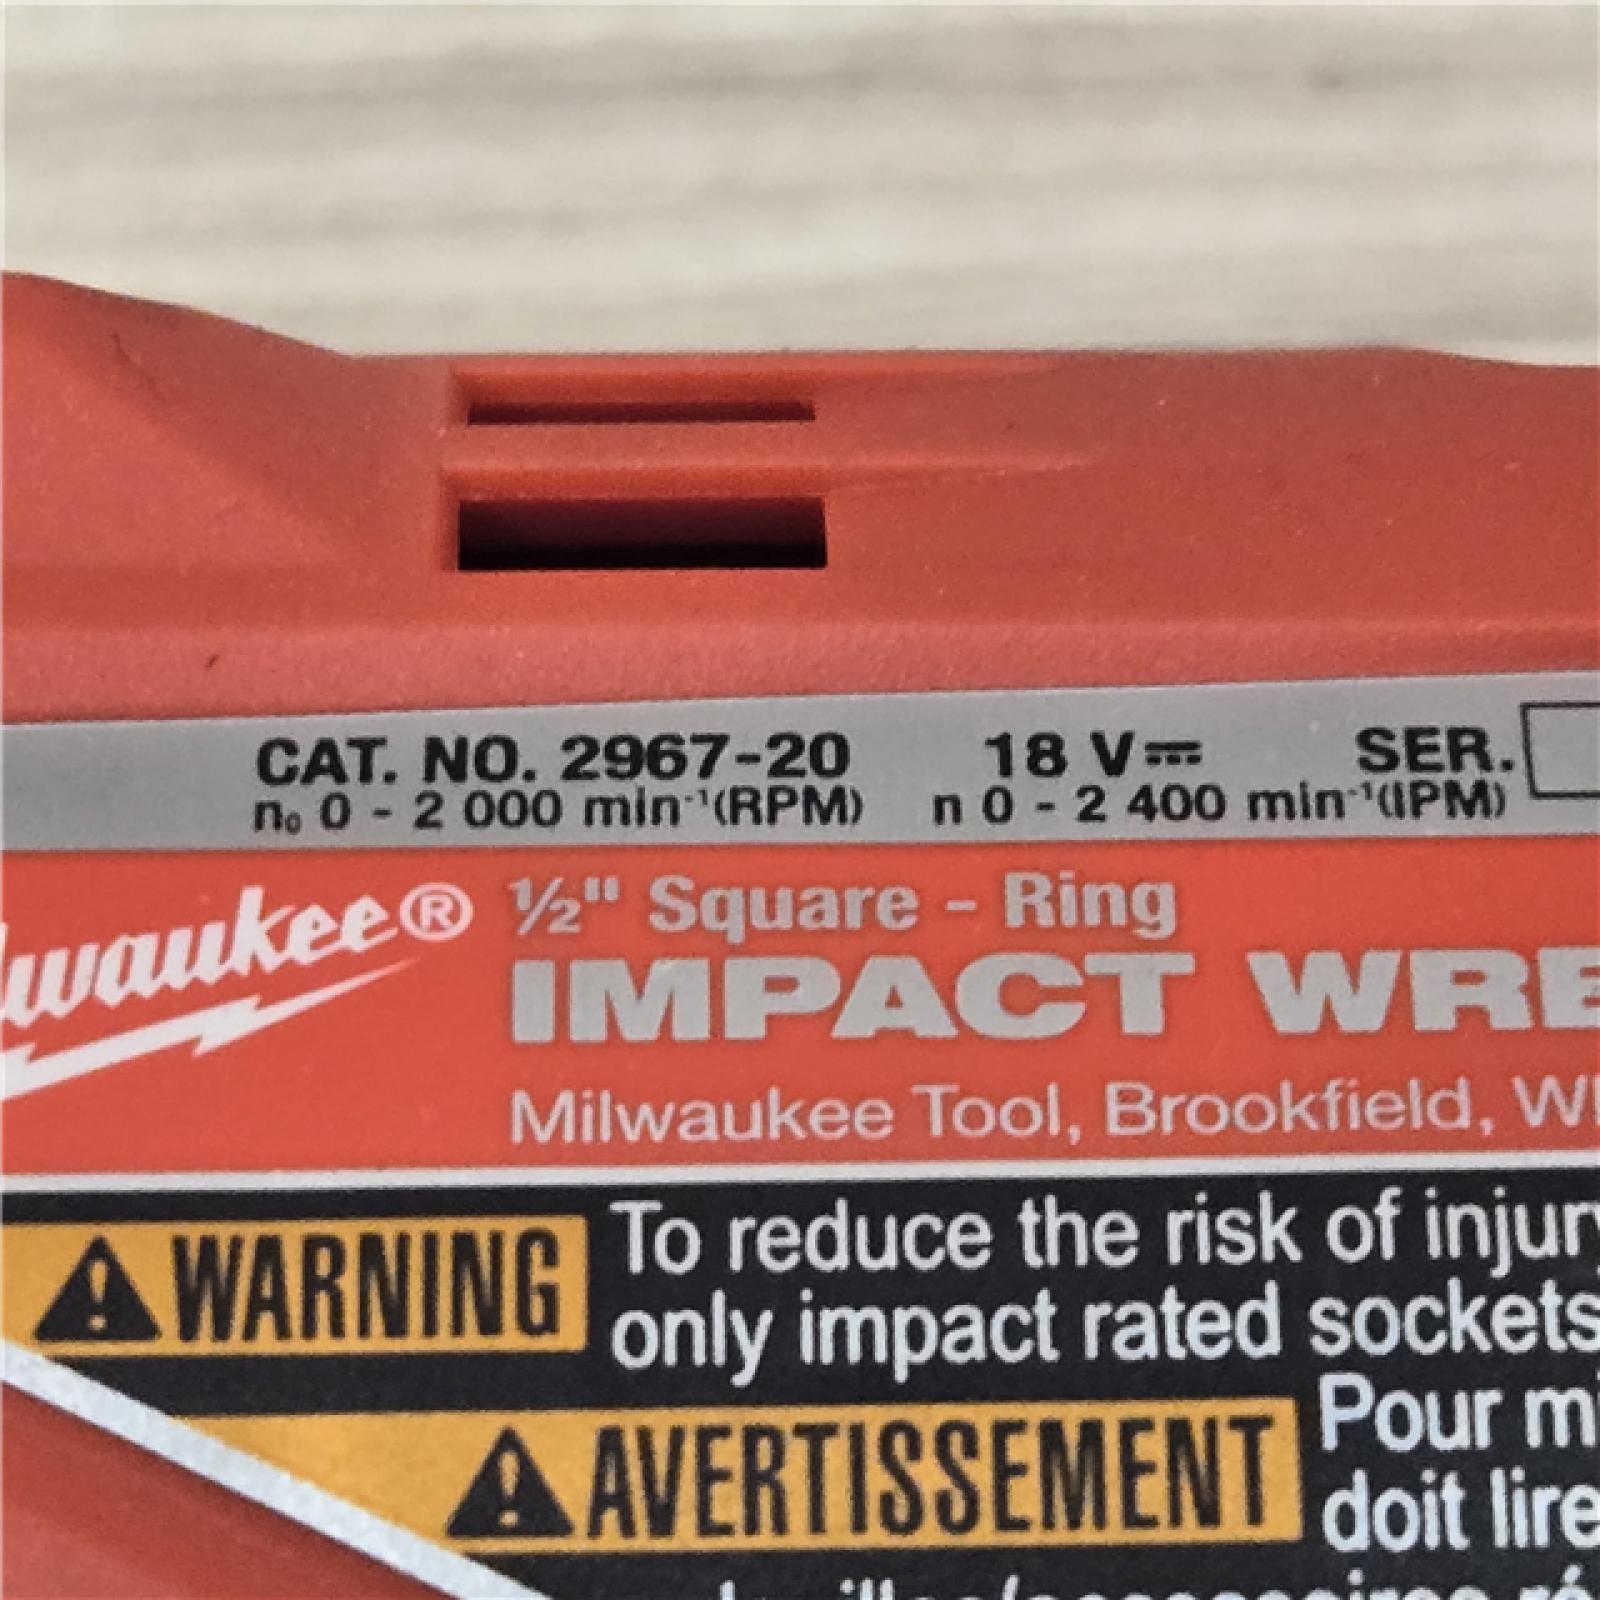 CAT. NO. 2967-20 18 V⎓ SER.
n₀ 0 - 2 000 min⁻¹(RPM) n 0 - 2 400 min⁻¹(IPM)
lwaukee®
½" Square - Ring
IMPACT WRE
Milwaukee Tool, Brookfield, WI
WARNING To reduce the risk of injury
only impact rated sockets
AVERTISSEMENT Pour mi
doit lire